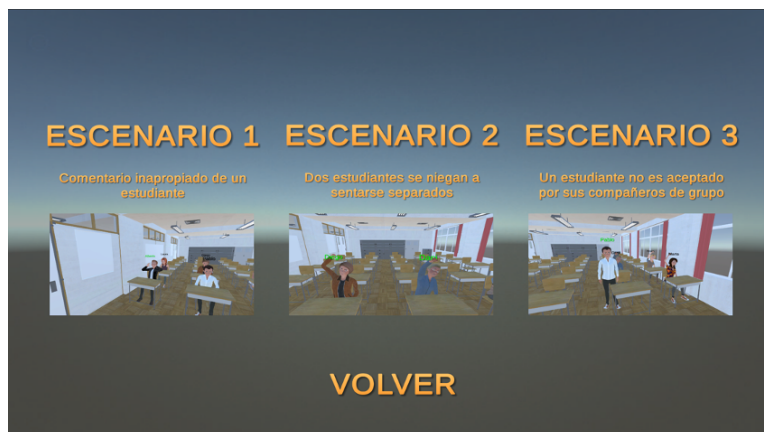 ESCENARIO 1
Comentario inapropiado de un
estudiante
ESCENARIO 2
Dos estudiantes se niegan a
sentarse separados
ESCENARIO 3
Un estudiante no es aceptado
por sus compañeros de grupo
VOLVER